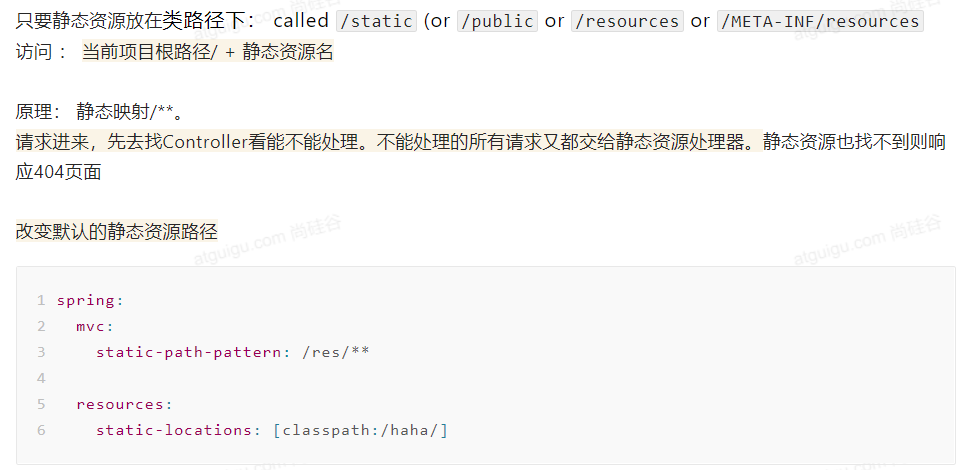 只要静态资源放在类路径下： called /static (or /public or /resources or /META-INF/resources
访问 ： 当前项目根路径/ + 静态资源名
原理： 静态映射/**。
请求进来，先去找Controller看能不能处理。不能处理的所有请求又都交给静态资源处理器。静态资源也找不到则响
应404页面
改变默认的静态资源路径
1 spring:
2   mvc:
3     static-path-pattern: /res/**
4
5   resources:
6     static-locations: [classpath:/haha/]
atguigu.com 尚硅谷
atguigu.com 尚硅谷